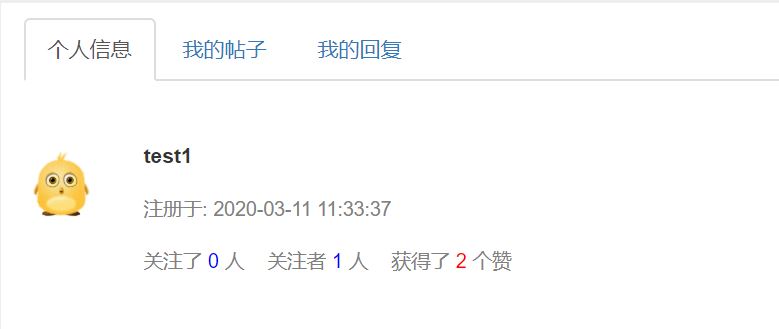 个人信息 我的帖子 我的回复
test1
注册于: 2020-03-11 11:33:37
关注了 0 人 关注者 1 人 获得了 2 个赞